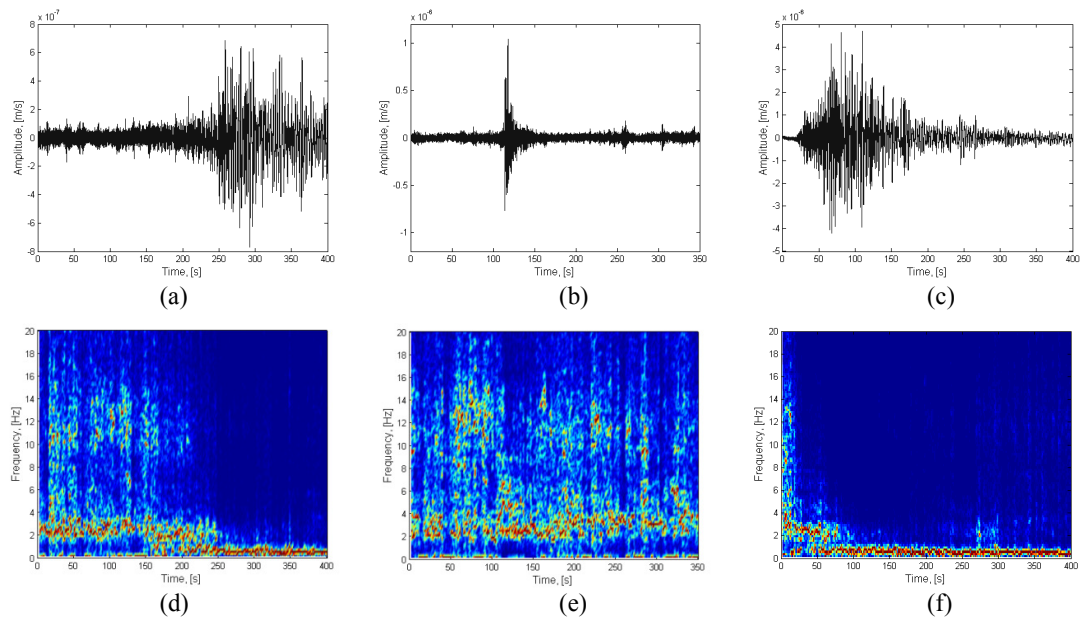 x 10⁻⁷
8
6
4
2
0
-2
-4
-6
-8
Amplitude, [m/s]
0 50 100 150 200 250 300 350 400
Time, [s]
(a)
x 10⁻⁶
1
0.5
0
-0.5
-1
Amplitude, [m/s]
0 50 100 150 200 250 300 350
Time, [s]
(b)
x 10⁻⁶
5
4
3
2
1
0
-1
-2
-3
-4
-5
Amplitude, [m/s]
0 50 100 150 200 250 300 350 400
Time, [s]
(c)
20
18
16
14
12
10
8
6
4
2
0
Frequency, [Hz]
0 50 100 150 200 250 300 350 400
Time, [s]
(d)
20
18
16
14
12
10
8
6
4
2
0
Frequency, [Hz]
0 50 100 150 200 250 300 350
Time, [s]
(e)
20
18
16
14
12
10
8
6
4
2
0
Frequency, [Hz]
0 50 100 150 200 250 300 350 400
Time, [s]
(f)